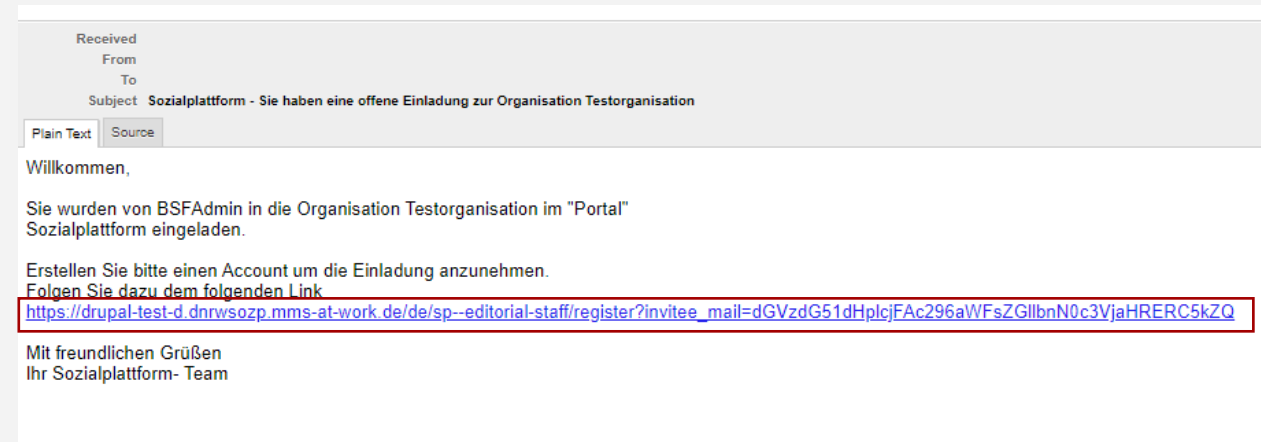 Received
From
To
Subject Sozialplattform - Sie haben eine offene Einladung zur Organisation Testorganisation
Plain Text Source
Willkommen,
Sie wurden von BSFAdmin in die Organisation Testorganisation im "Portal"
Sozialplattform eingeladen.
Erstellen Sie bitte einen Account um die Einladung anzunehmen.
Folgen Sie dazu dem folgenden Link
https://drupal-test-d.dnrwsozp.mms-at-work.de/de/sp--editorial-staff/register?invitee_mail=dGVzdG51dHplcjFAc296aWFsZGllbnN0c3VjaHRERC5kZQ
Mit freundlichen Grüßen
Ihr Sozialplattform- Team